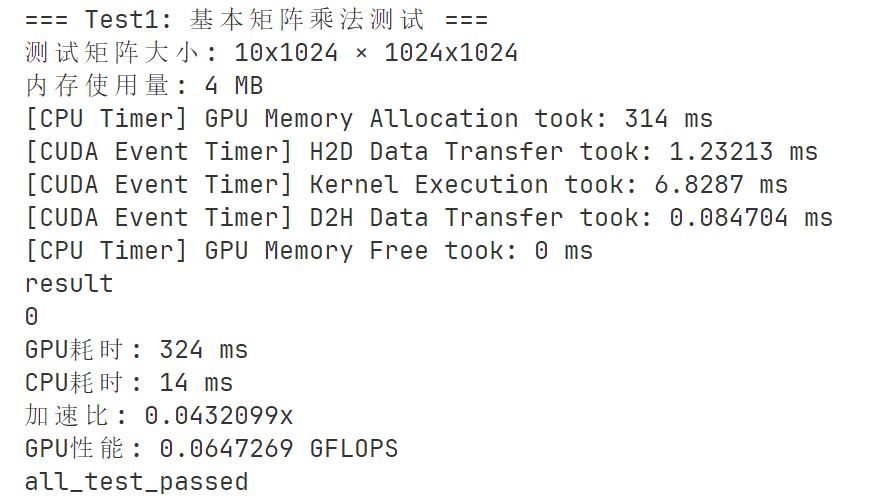 === Test1: 基本矩阵乘法测试 ===
测试矩阵大小: 10x1024 × 1024x1024
内存使用量: 4 MB
[CPU Timer] GPU Memory Allocation took: 314 ms
[CUDA Event Timer] H2D Data Transfer took: 1.23213 ms
[CUDA Event Timer] Kernel Execution took: 6.8287 ms
[CUDA Event Timer] D2H Data Transfer took: 0.084704 ms
[CPU Timer] GPU Memory Free took: 0 ms
result
0
GPU耗时: 324 ms
CPU耗时: 14 ms
加速比: 0.0432099x
GPU性能: 0.0647269 GFLOPS
all_test_passed